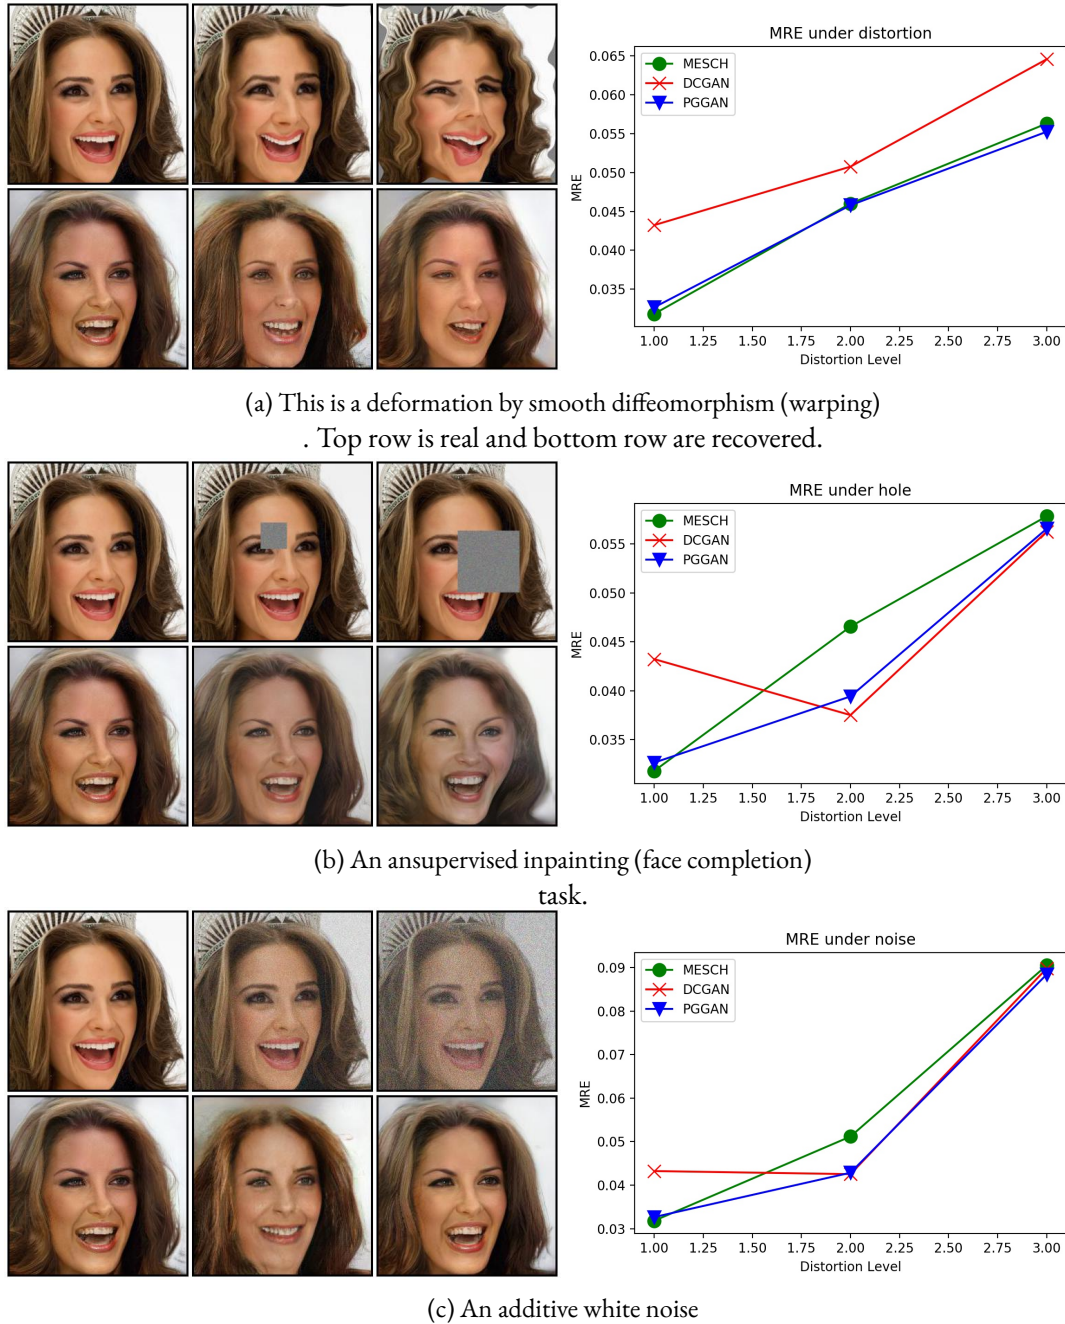 MRE under distortion
MESCH
DCGAN
PGGAN
MRE
0.065
0.060
0.055
0.050
0.045
0.040
0.035
1.00 1.25 1.50 1.75 2.00 2.25 2.50 2.75 3.00
Distortion Level
(a) This is a deformation by smooth diffeomorphism (warping)
. Top row is real and bottom row are recovered.
MRE under hole
MESCH
DCGAN
PGGAN
MRE
0.055
0.050
0.045
0.040
0.035
1.00 1.25 1.50 1.75 2.00 2.25 2.50 2.75 3.00
Distortion Level
(b) An ansupervised inpainting (face completion)
task.
MRE under noise
MESCH
DCGAN
PGGAN
MRE
0.09
0.08
0.07
0.06
0.05
0.04
0.03
1.00 1.25 1.50 1.75 2.00 2.25 2.50 2.75 3.00
Distortion Level
(c) An additive white noise